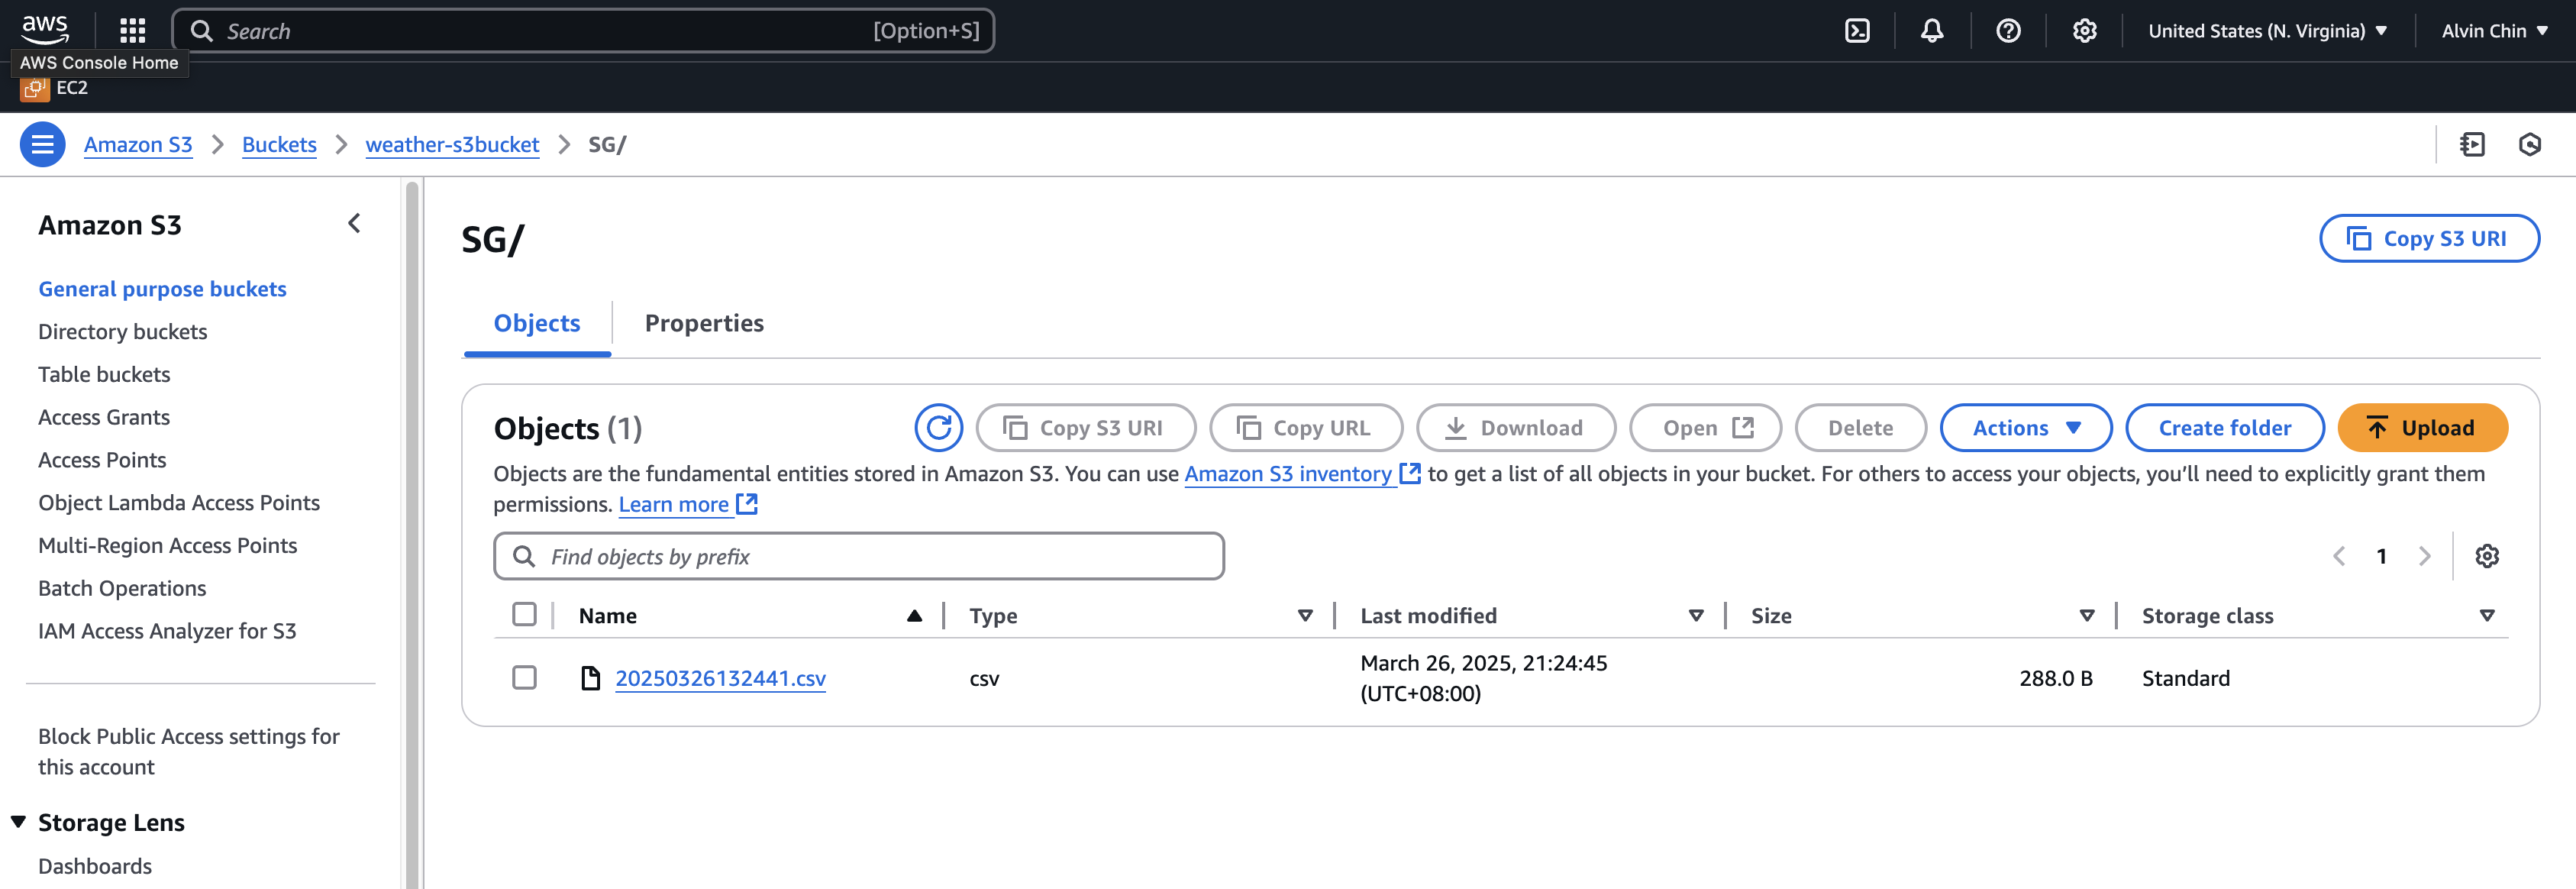 aws
Search
[Option+S]
United States (N. Virginia)
Alvin Chin
AWS Console Home
EC2
Amazon S3
Buckets
weather-s3bucket
SG/
Amazon S3
General purpose buckets
Directory buckets
Table buckets
Access Grants
Access Points
Object Lambda Access Points
Multi-Region Access Points
Batch Operations
IAM Access Analyzer for S3
Block Public Access settings for
this account
Storage Lens
Dashboards
SG/
Copy S3 URI
Objects
Properties
Objects (1)
Copy S3 URI
Copy URL
Download
Open
Delete
Actions
Create folder
Upload
Objects are the fundamental entities stored in Amazon S3. You can use Amazon S3 inventory to get a list of all objects in your bucket. For others to access your objects, you’ll need to explicitly grant them
permissions. Learn more
Find objects by prefix
1
Name
Type
Last modified
Size
Storage class
20250326132441.csv
csv
March 26, 2025, 21:24:45
(UTC+08:00)
288.0 B
Standard